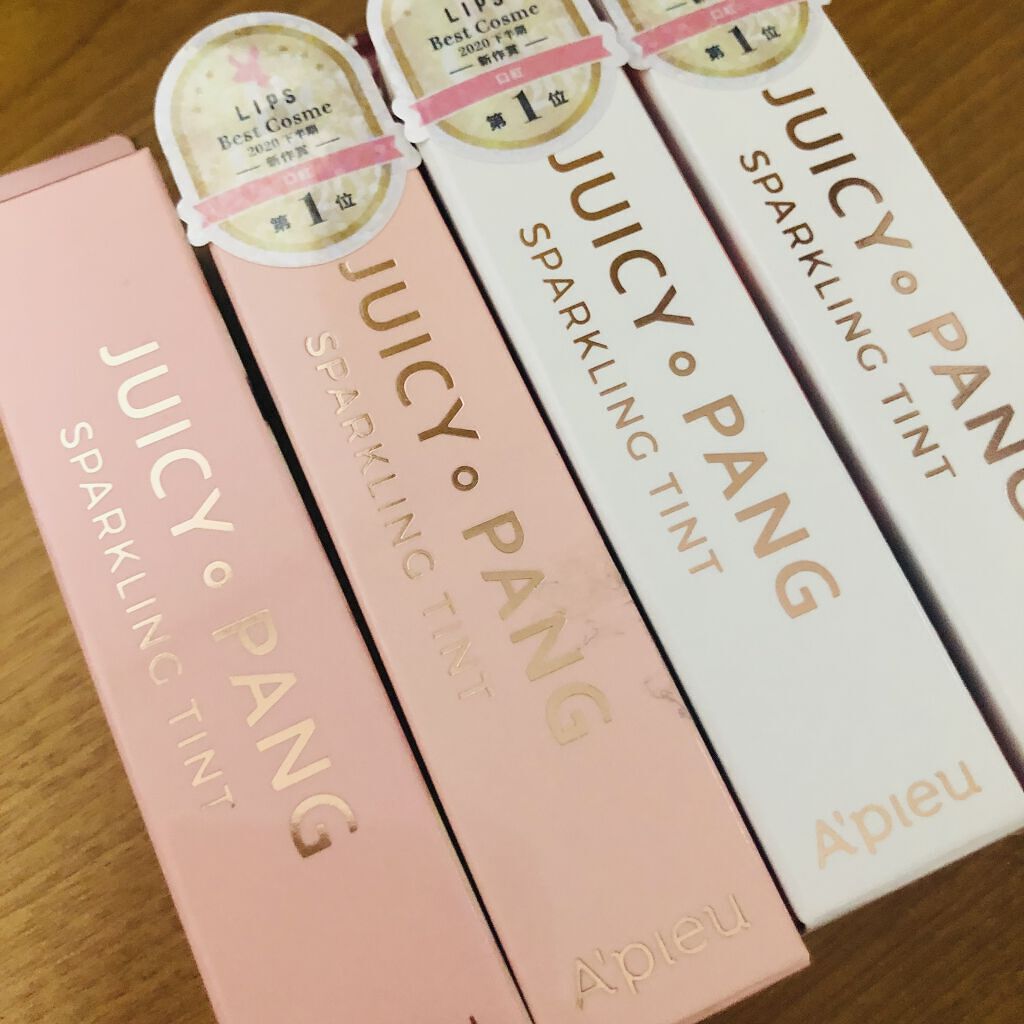 JUICY PANG
SPARKLING TINT
LIPS
Best Cosme
2020 下半期
新作賞
口紅
第1位
JUICY PANG
SPARKLING TINT
A'pieu
LIPS
Best Cosme
2020 下半期
新作賞
口紅
第1位
JUICY PANG
SPARKLING TINT
A'pieu
口紅
第1位
JUICY PANG
SPARKLING TINT